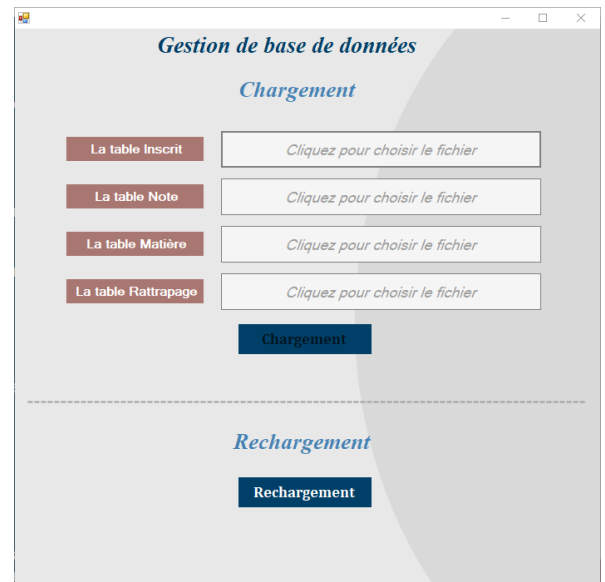 Gestion de base de données
Chargement
La table Inscrit Cliquez pour choisir le fichier
La table Note Cliquez pour choisir le fichier
La table Matière Cliquez pour choisir le fichier
La table Rattrapage Cliquez pour choisir le fichier
Chargement
Rechargement
Rechargement